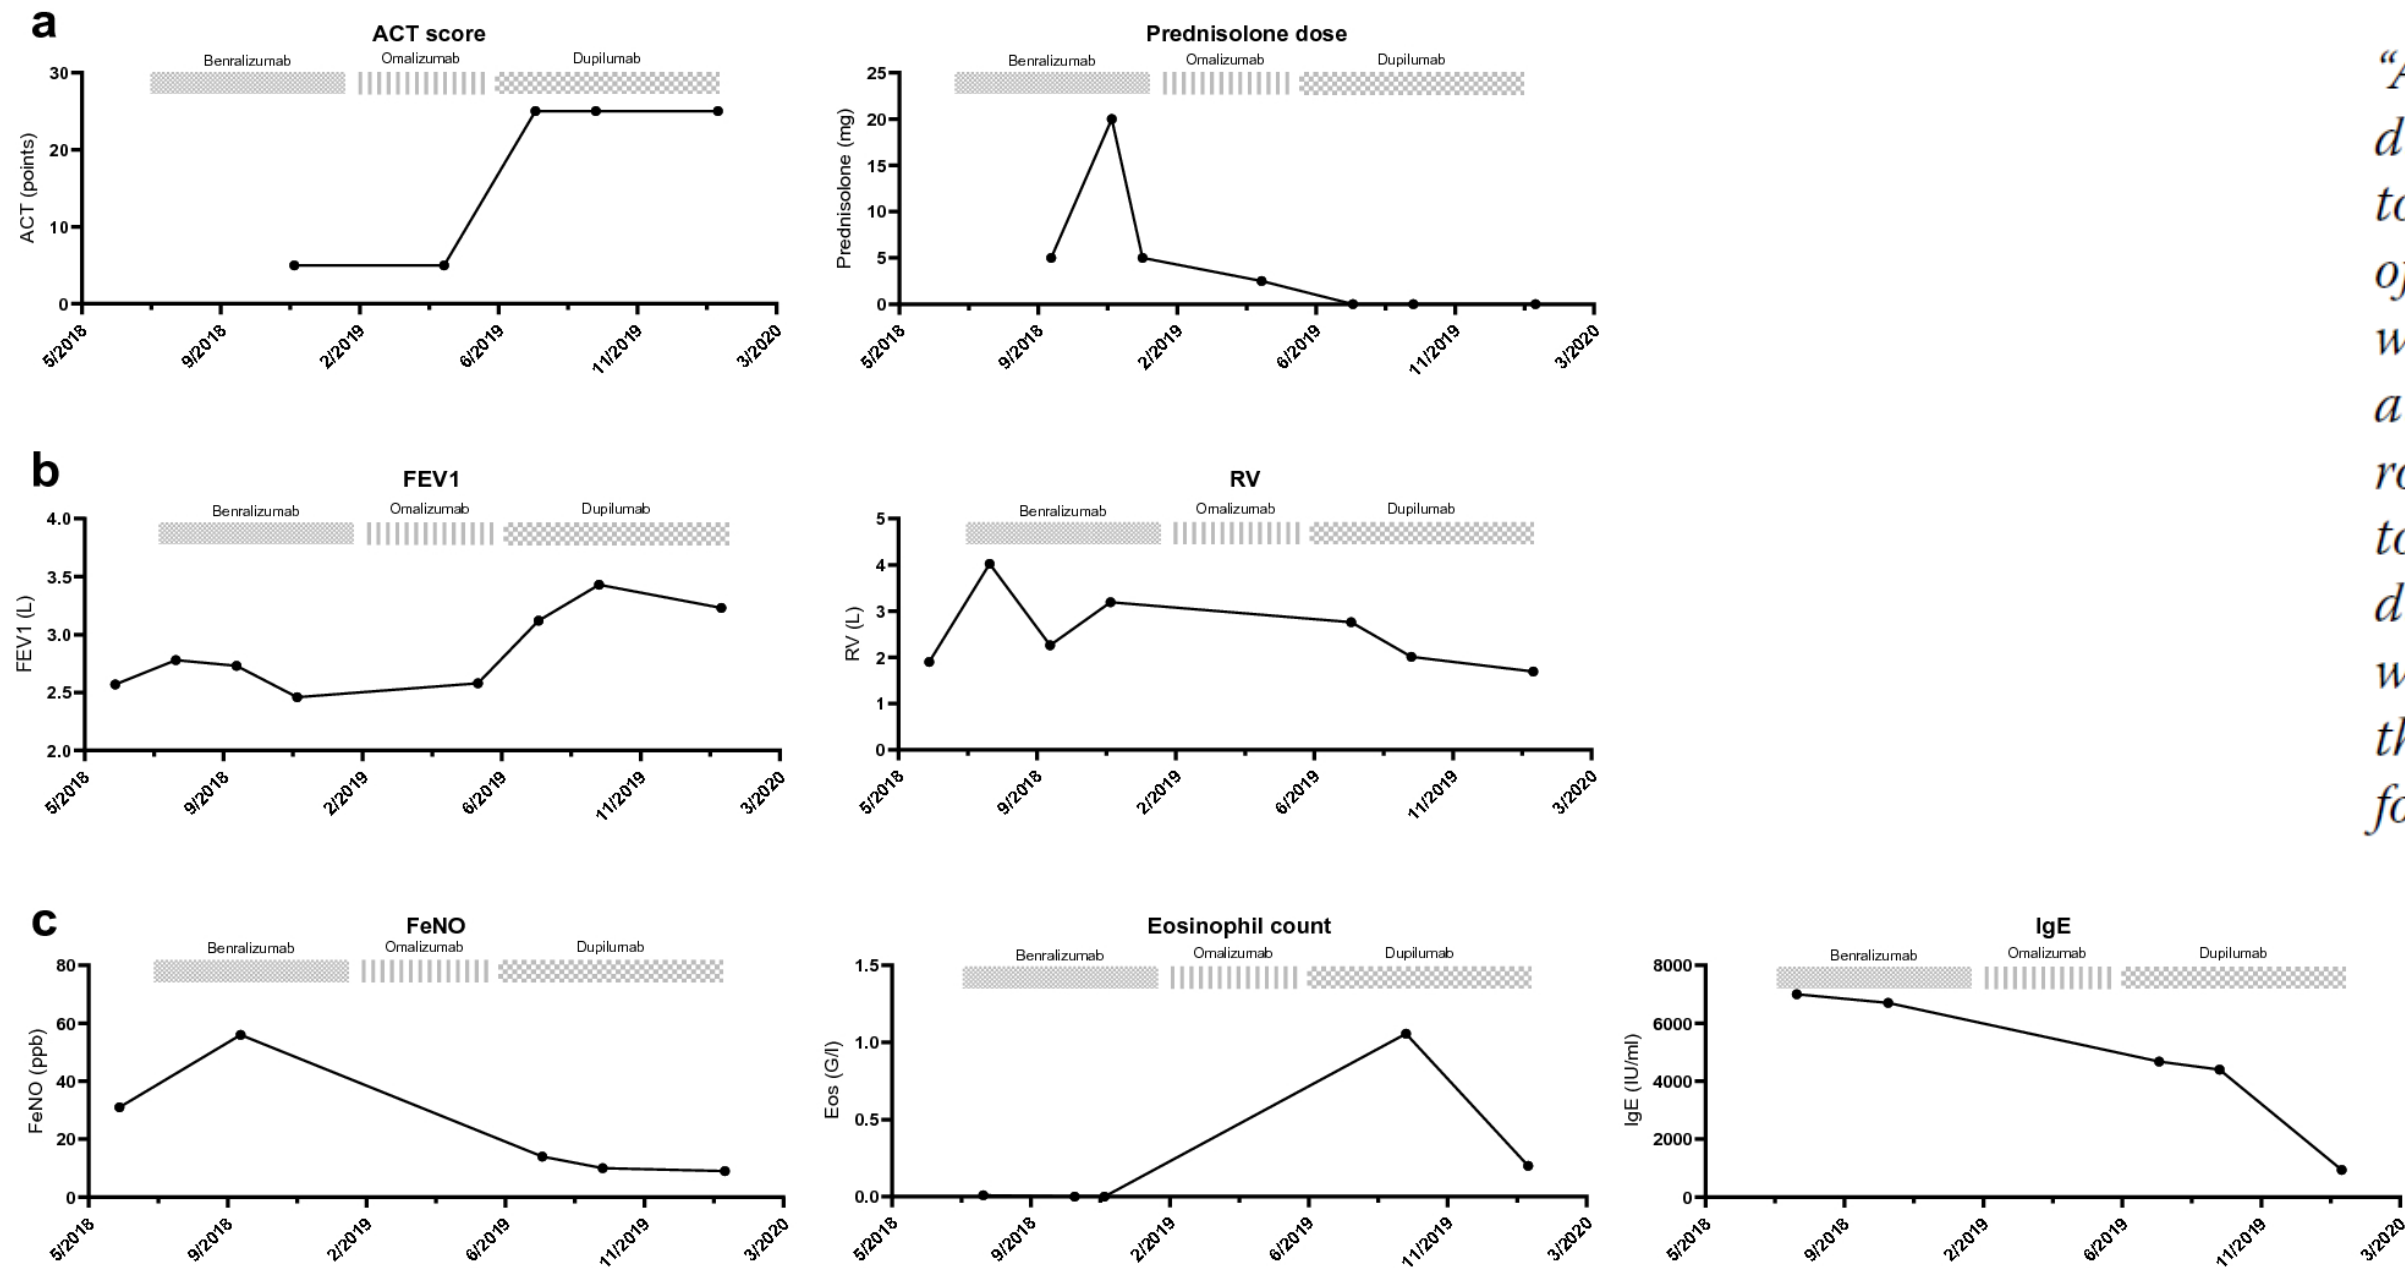 a
ACT score
Benralizumab
Omalizumab
Dupilumab
ACT (points)
30
20
10
0
5/2018
9/2018
2/2019
6/2019
11/2019
3/2020
Prednisolone dose
Benralizumab
Omalizumab
Dupilumab
Prednisolone (mg)
25
20
15
10
5
0
5/2018
9/2018
2/2019
6/2019
11/2019
3/2020
b
FEV1
Benralizumab
Omalizumab
Dupilumab
FEV1 (L)
4.0
3.5
3.0
2.5
2.0
5/2018
9/2018
2/2019
6/2019
11/2019
3/2020
RV
Benralizumab
Omalizumab
Dupilumab
RV (L)
5
4
3
2
1
0
5/2018
9/2018
2/2019
6/2019
11/2019
3/2020
c
FeNO
Benralizumab
Omalizumab
Dupilumab
FeNO (ppb)
80
60
40
20
0
5/2018
9/2018
2/2019
6/2019
11/2019
3/2020
Eosinophil count
Benralizumab
Omalizumab
Dupilumab
Eos (G/l)
1.5
1.0
0.5
0.0
5/2018
9/2018
2/2019
6/2019
11/2019
3/2020
IgE
Benralizumab
Omalizumab
Dupilumab
IgE (IU/ml)
8000
6000
4000
2000
0
5/2018
9/2018
2/2019
6/2019
11/2019
3/2020